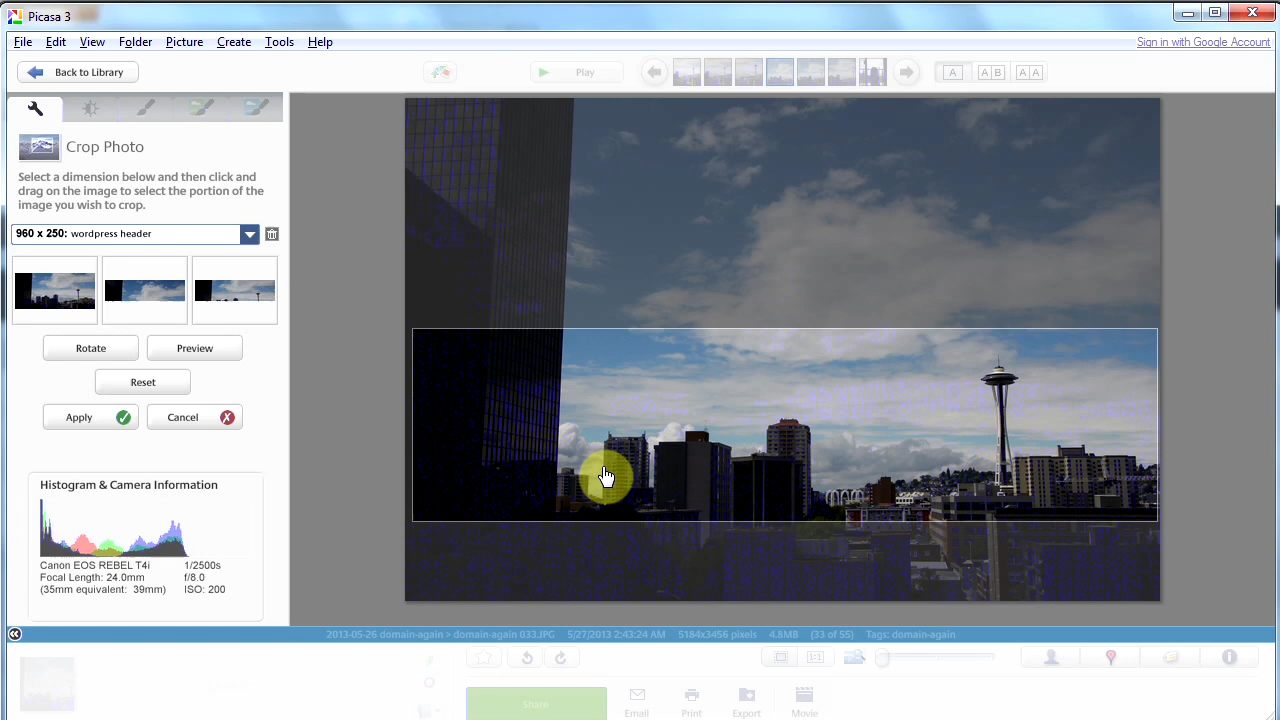 Picasa 3
File Edit View Folder Picture Create Tools Help
Sign in with Google Account
Back to Library
Play
A
A B
A A
Crop Photo
Select a dimension below and then click and
drag on the image to select the portion of the
image you wish to crop.
960 x 250: wordpress header
Rotate
Preview
Reset
Apply
Cancel
Histogram & Camera Information
Canon EOS REBEL T4i 1/2500s
Focal Length: 24.0mm f/8.0
(35mm equivalent: 39mm) ISO: 200
2013-05-26 domain-again > domain-again 033.JPG 5/27/2013 2:43:24 AM 5184x3456 pixels 4.8MB (33 of 55) Tags: domain-again
1:1
Share
Email
Print
Export
Movie